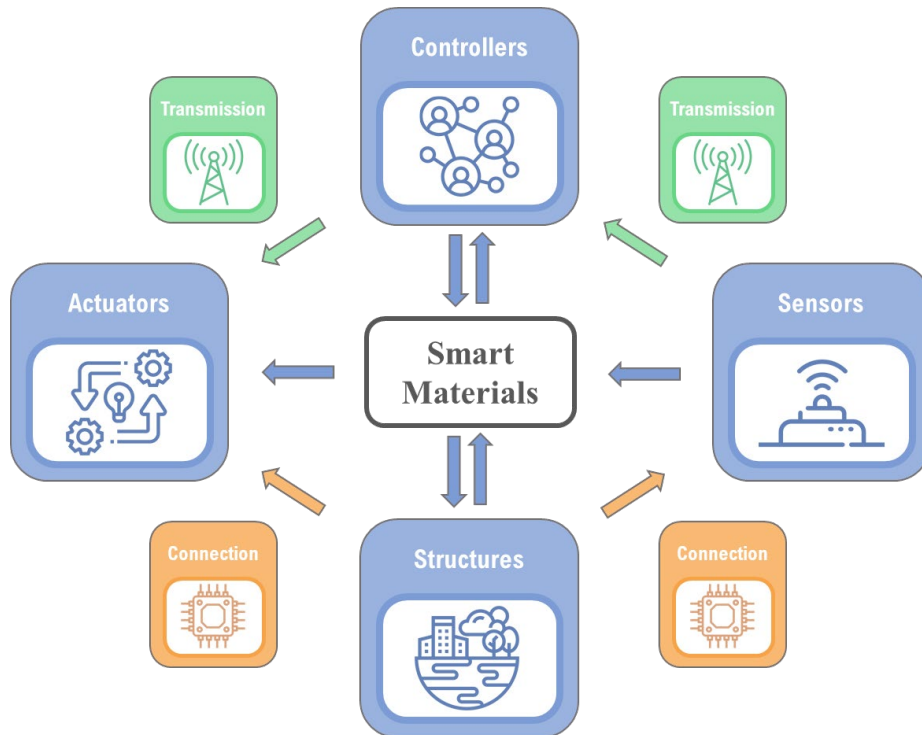 Controllers
Transmission
Transmission
Actuators
Smart
Materials
Sensors
Connection
Structures
Connection